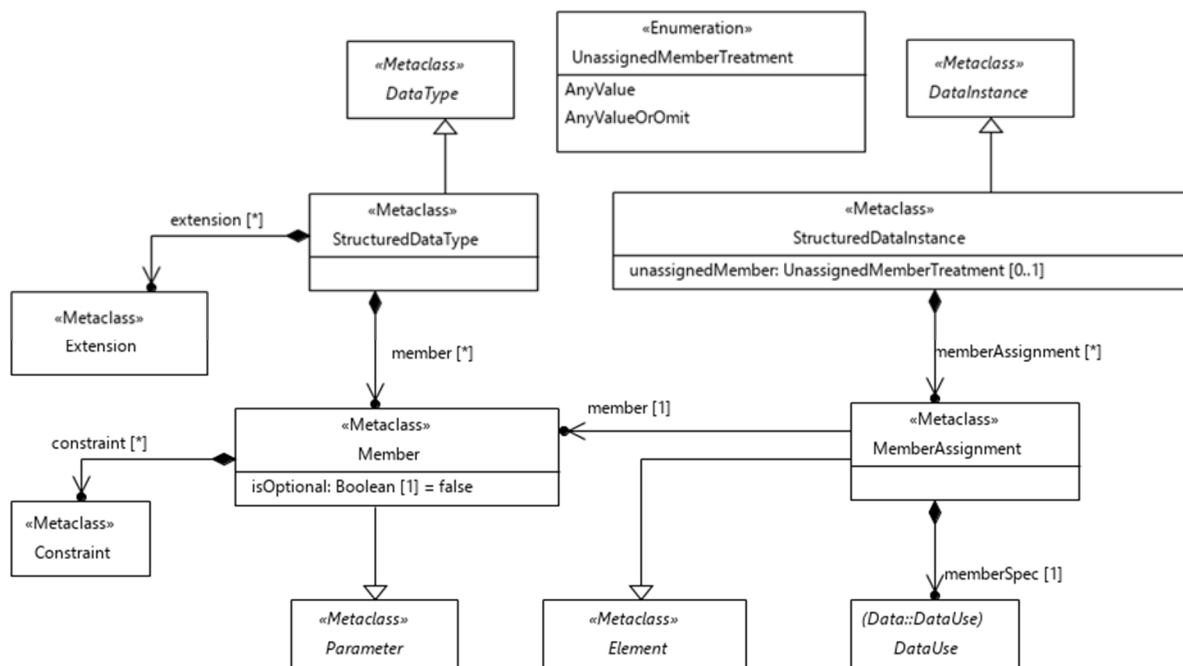 «Enumeration»
UnassignedMemberTreatment
AnyValue
AnyValueOrOmit
«Metaclass»
DataType
«Metaclass»
DataInstance
«Metaclass»
StructuredDataType
extension [*]
«Metaclass»
StructuredDataInstance
unassignedMember: UnassignedMemberTreatment [0..1]
«Metaclass»
Extension
member [*]
memberAssignment [*]
«Metaclass»
Member
isOptional: Boolean [1] = false
member [1]
«Metaclass»
MemberAssignment
constraint [*]
«Metaclass»
Constraint
memberSpec [1]
«Metaclass»
Parameter
«Metaclass»
Element
(Data::DataUse)
DataUse